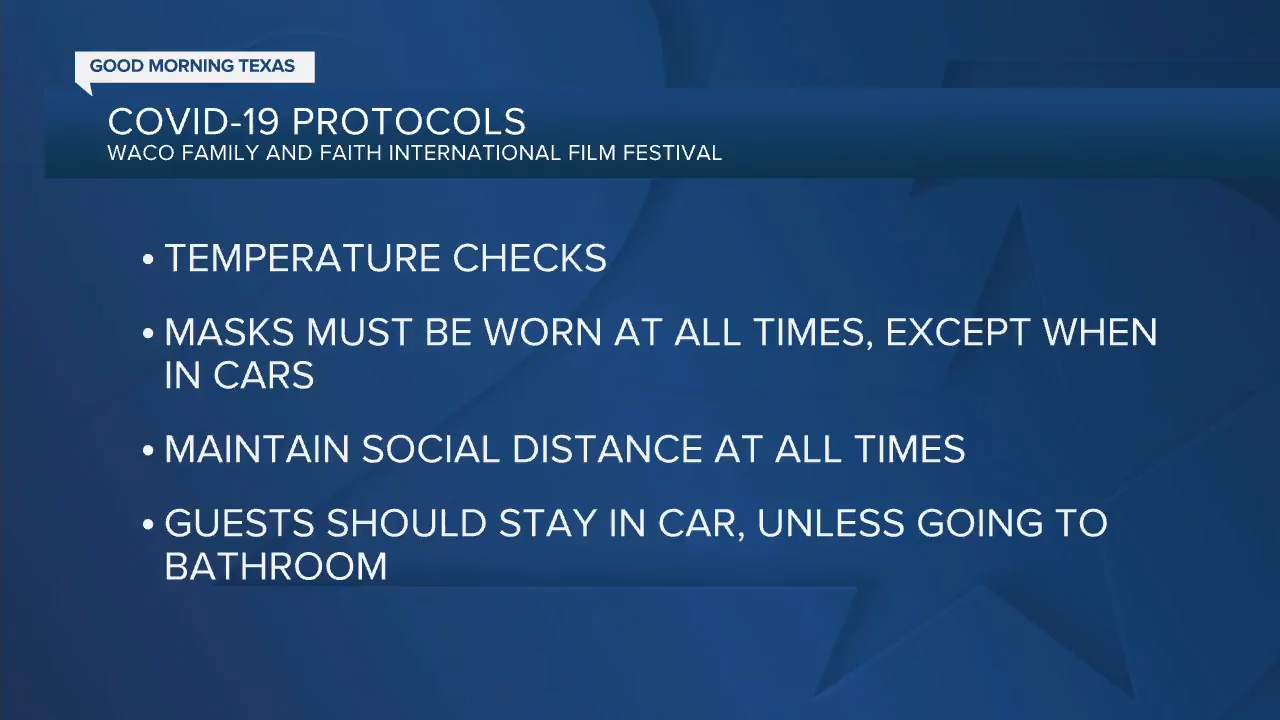 GOOD MORNING TEXAS
COVID-19 PROTOCOLS
WACO FAMILY AND FAITH INTERNATIONAL FILM FESTIVAL
• TEMPERATURE CHECKS
• MASKS MUST BE WORN AT ALL TIMES, EXCEPT WHEN
IN CARS
• MAINTAIN SOCIAL DISTANCE AT ALL TIMES
• GUESTS SHOULD STAY IN CAR, UNLESS GOING TO
BATHROOM